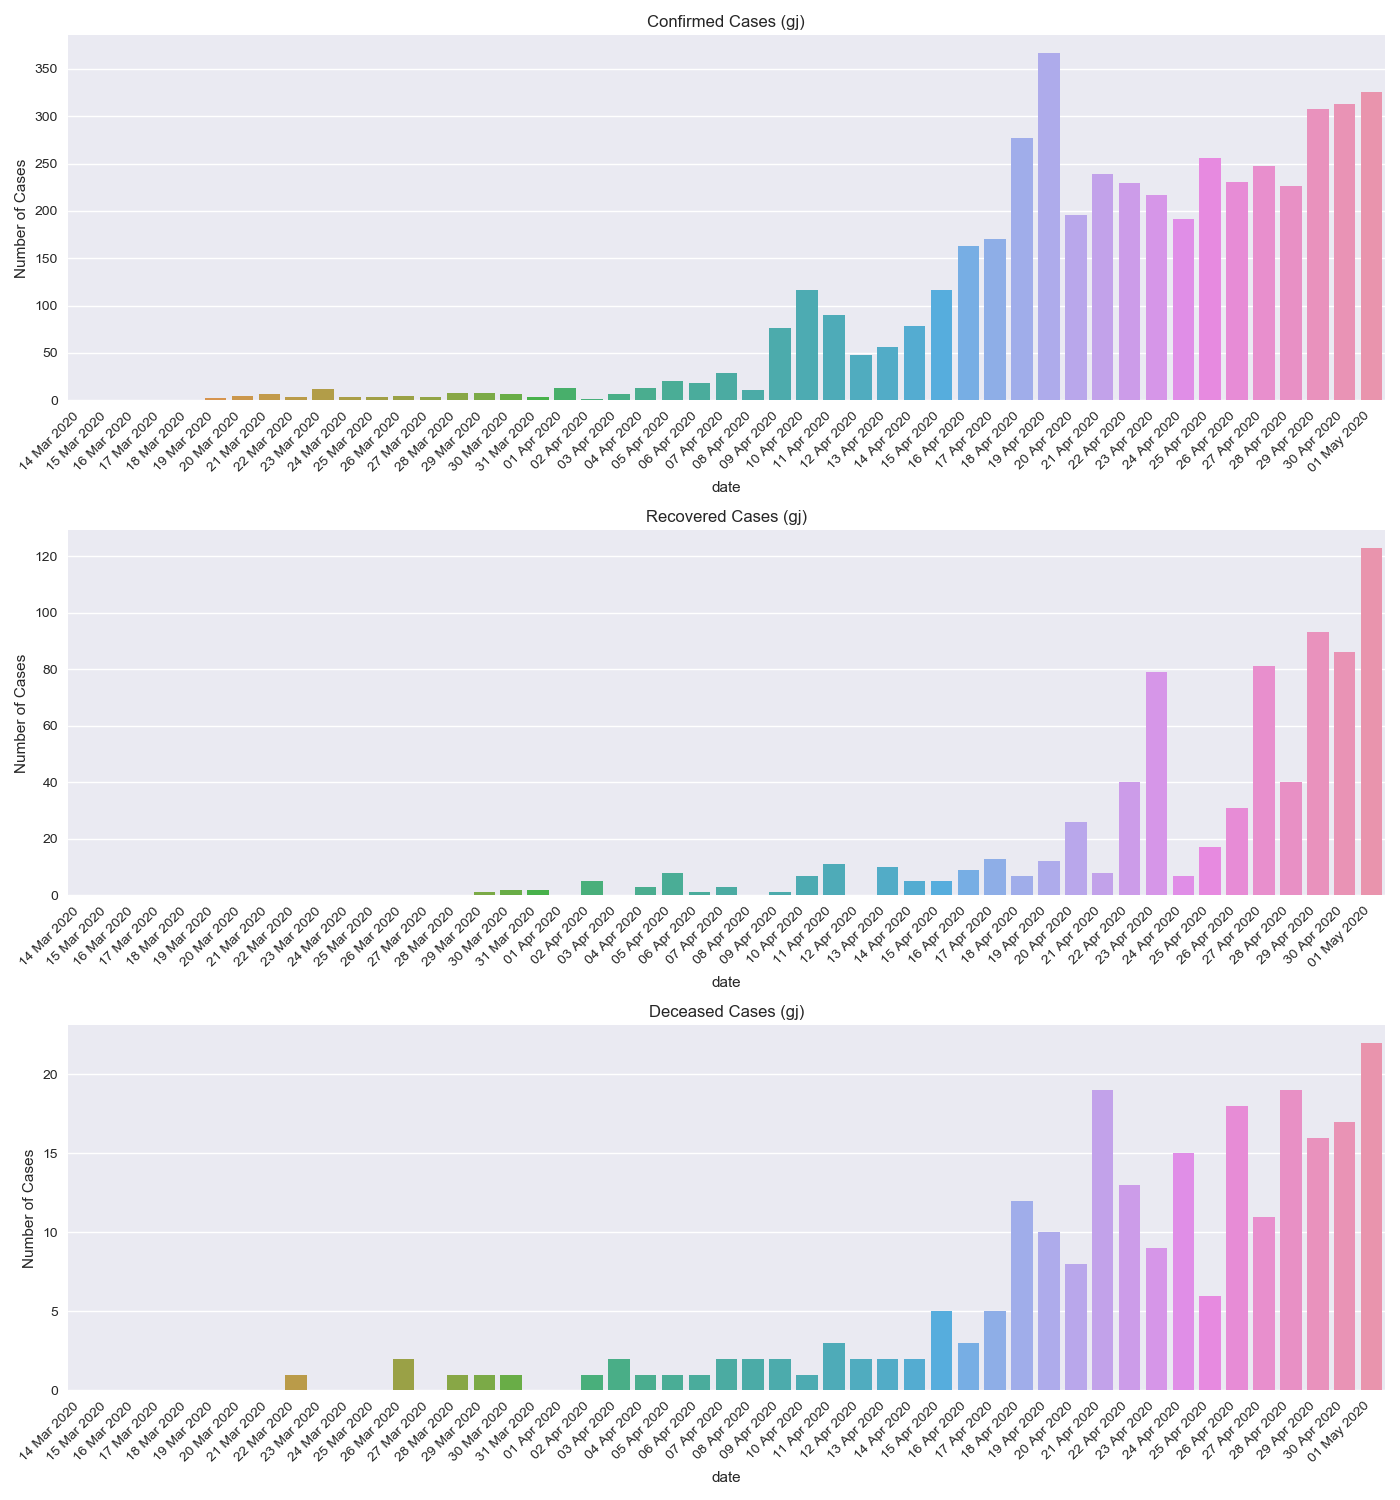 Confirmed Cases (gj)
350
300
250
200
150
100
50
0
Number of Cases
14 Mar 2020
15 Mar 2020
16 Mar 2020
17 Mar 2020
18 Mar 2020
19 Mar 2020
20 Mar 2020
21 Mar 2020
22 Mar 2020
23 Mar 2020
24 Mar 2020
25 Mar 2020
26 Mar 2020
27 Mar 2020
28 Mar 2020
29 Mar 2020
30 Mar 2020
31 Mar 2020
01 Apr 2020
02 Apr 2020
03 Apr 2020
04 Apr 2020
05 Apr 2020
06 Apr 2020
07 Apr 2020
08 Apr 2020
09 Apr 2020
10 Apr 2020
11 Apr 2020
12 Apr 2020
13 Apr 2020
14 Apr 2020
15 Apr 2020
16 Apr 2020
17 Apr 2020
18 Apr 2020
19 Apr 2020
20 Apr 2020
21 Apr 2020
22 Apr 2020
23 Apr 2020
24 Apr 2020
25 Apr 2020
26 Apr 2020
27 Apr 2020
28 Apr 2020
29 Apr 2020
30 Apr 2020
01 May 2020
date
Recovered Cases (gj)
120
100
80
60
40
20
0
Number of Cases
14 Mar 2020
15 Mar 2020
16 Mar 2020
17 Mar 2020
18 Mar 2020
19 Mar 2020
20 Mar 2020
21 Mar 2020
22 Mar 2020
23 Mar 2020
24 Mar 2020
25 Mar 2020
26 Mar 2020
27 Mar 2020
28 Mar 2020
29 Mar 2020
30 Mar 2020
31 Mar 2020
01 Apr 2020
02 Apr 2020
03 Apr 2020
04 Apr 2020
05 Apr 2020
06 Apr 2020
07 Apr 2020
08 Apr 2020
09 Apr 2020
10 Apr 2020
11 Apr 2020
12 Apr 2020
13 Apr 2020
14 Apr 2020
15 Apr 2020
16 Apr 2020
17 Apr 2020
18 Apr 2020
19 Apr 2020
20 Apr 2020
21 Apr 2020
22 Apr 2020
23 Apr 2020
24 Apr 2020
25 Apr 2020
26 Apr 2020
27 Apr 2020
28 Apr 2020
29 Apr 2020
30 Apr 2020
01 May 2020
date
Deceased Cases (gj)
20
15
10
5
0
Number of Cases
14 Mar 2020
15 Mar 2020
16 Mar 2020
17 Mar 2020
18 Mar 2020
19 Mar 2020
20 Mar 2020
21 Mar 2020
22 Mar 2020
23 Mar 2020
24 Mar 2020
25 Mar 2020
26 Mar 2020
27 Mar 2020
28 Mar 2020
29 Mar 2020
30 Mar 2020
31 Mar 2020
01 Apr 2020
02 Apr 2020
03 Apr 2020
04 Apr 2020
05 Apr 2020
06 Apr 2020
07 Apr 2020
08 Apr 2020
09 Apr 2020
10 Apr 2020
11 Apr 2020
12 Apr 2020
13 Apr 2020
14 Apr 2020
15 Apr 2020
16 Apr 2020
17 Apr 2020
18 Apr 2020
19 Apr 2020
20 Apr 2020
21 Apr 2020
22 Apr 2020
23 Apr 2020
24 Apr 2020
25 Apr 2020
26 Apr 2020
27 Apr 2020
28 Apr 2020
29 Apr 2020
30 Apr 2020
01 May 2020
date